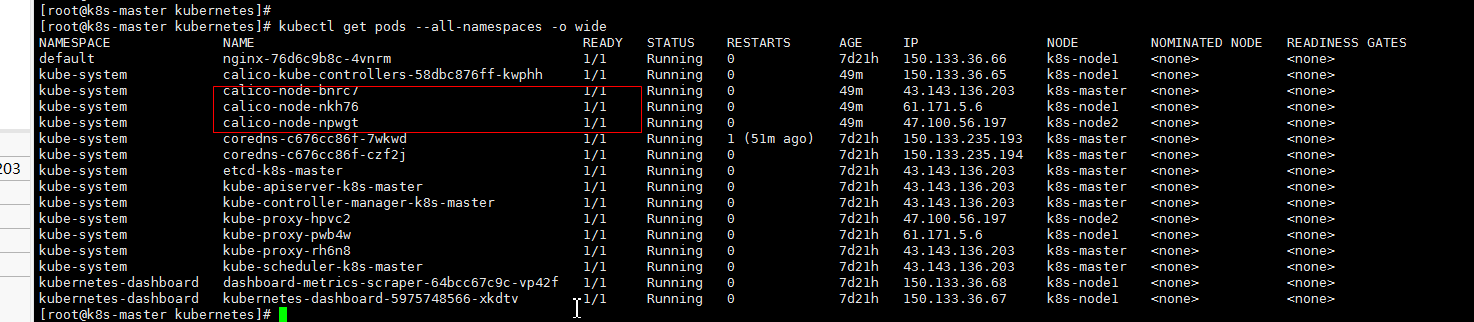 [root@k8s-master kubernetes]#
[root@k8s-master kubernetes]# kubectl get pods --all-namespaces -o wide
NAMESPACE NAME READY STATUS RESTARTS AGE IP NODE NOMINATED NODE READINESS GATES
default nginx-76d6c9b8c-4vnrm 1/1 Running 0 7d21h 150.133.36.66 k8s-node1 <none> <none>
kube-system calico-kube-controllers-58dbc876ff-kwphh 1/1 Running 0 49m 150.133.36.65 k8s-node1 <none> <none>
kube-system calico-node-bnrc7 1/1 Running 0 49m 43.143.136.203 k8s-master <none> <none>
kube-system calico-node-nkh76 1/1 Running 0 49m 61.171.5.6 k8s-node1 <none> <none>
kube-system calico-node-npwgt 1/1 Running 0 49m 47.100.56.197 k8s-node2 <none> <none>
kube-system coredns-c676cc86f-7wkwd 1/1 Running 1 (51m ago) 7d21h 150.133.235.193 k8s-master <none> <none>
kube-system coredns-c676cc86f-czf2j 1/1 Running 0 7d21h 150.133.235.194 k8s-master <none> <none>
203 kube-system etcd-k8s-master 1/1 Running 0 7d21h 43.143.136.203 k8s-master <none> <none>
kube-system kube-apiserver-k8s-master 1/1 Running 0 7d21h 43.143.136.203 k8s-master <none> <none>
kube-system kube-controller-manager-k8s-master 1/1 Running 0 7d21h 43.143.136.203 k8s-master <none> <none>
kube-system kube-proxy-hpvc2 1/1 Running 0 7d21h 47.100.56.197 k8s-node2 <none> <none>
kube-system kube-proxy-pwb4w 1/1 Running 0 7d21h 61.171.5.6 k8s-node1 <none> <none>
kube-system kube-proxy-rh6n8 1/1 Running 0 7d21h 43.143.136.203 k8s-master <none> <none>
kube-system kube-scheduler-k8s-master 1/1 Running 0 7d21h 43.143.136.203 k8s-master <none> <none>
kubernetes-dashboard dashboard-metrics-scraper-64bcc67c9c-vp42f 1/1 Running 0 7d21h 150.133.36.68 k8s-node1 <none> <none>
kubernetes-dashboard kubernetes-dashboard-5975748566-xkdtv 1/1 Running 0 7d21h 150.133.36.67 k8s-node1 <none> <none>
[root@k8s-master kubernetes]#